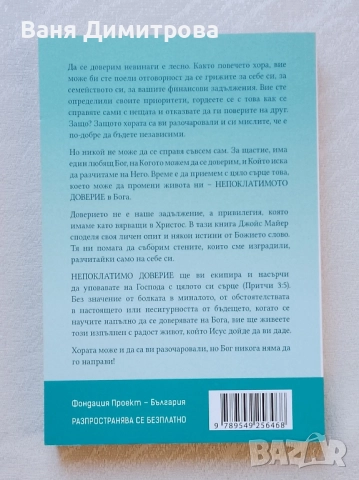 Ваня Димитрова
Да се доверим невинаги е лесно. Както повечето хора, вие
може би сте поели отговорност да се грижите за себе си, за
семейството си, за вашите финансови задължения. Вие сте
определили своите приоритети, гордеете се с това как се
справяте сами с нещата и отказвате да ги поверите на друг.
Защо? Защото хората са ви разочаровали и си мислите, че е
по-добре да бъдете независими.
Но никой не може да се справя съвсем сам. За щастие, има
един любящ Бог, на Когото можем да се доверим, и Който иска
да разчитаме на Него. Време е да приемем с цяло сърце това,
което може да промени живота ни – НЕПОКЛАТИМОТО
ДОВЕРИЕ в Бога.
Доверието не е наше задължение, а привилегия, която
имаме като вярващи в Христос. В тази книга Джойс Майер
споделя своя личен опит и някои истини от Божието слово.
Тя ни помага да съборим стените, които сме изградили,
разчитайки само на себе си.
НЕПОКЛАТИМО ДОВЕРИЕ ще ви екипира и насърчи
да уповавате на Господа с цялото си сърце (Притчи 3:5).
Без значение от болката в миналото, от обстоятелствата
в настоящето или несигурността от бъдещето, когато се
научите напълно да се доверявате на Бога, вие ще живеете
този изпълнен с радост живот, който Исус дойде да ви даде.
Хората може и да са ви разочаровали, но Бог никога няма да
го направи!
Фондация Проект – България
РАЗПРОСТРАНЯВА СЕ БЕЗПЛАТНО
9 789549 256468
bazar